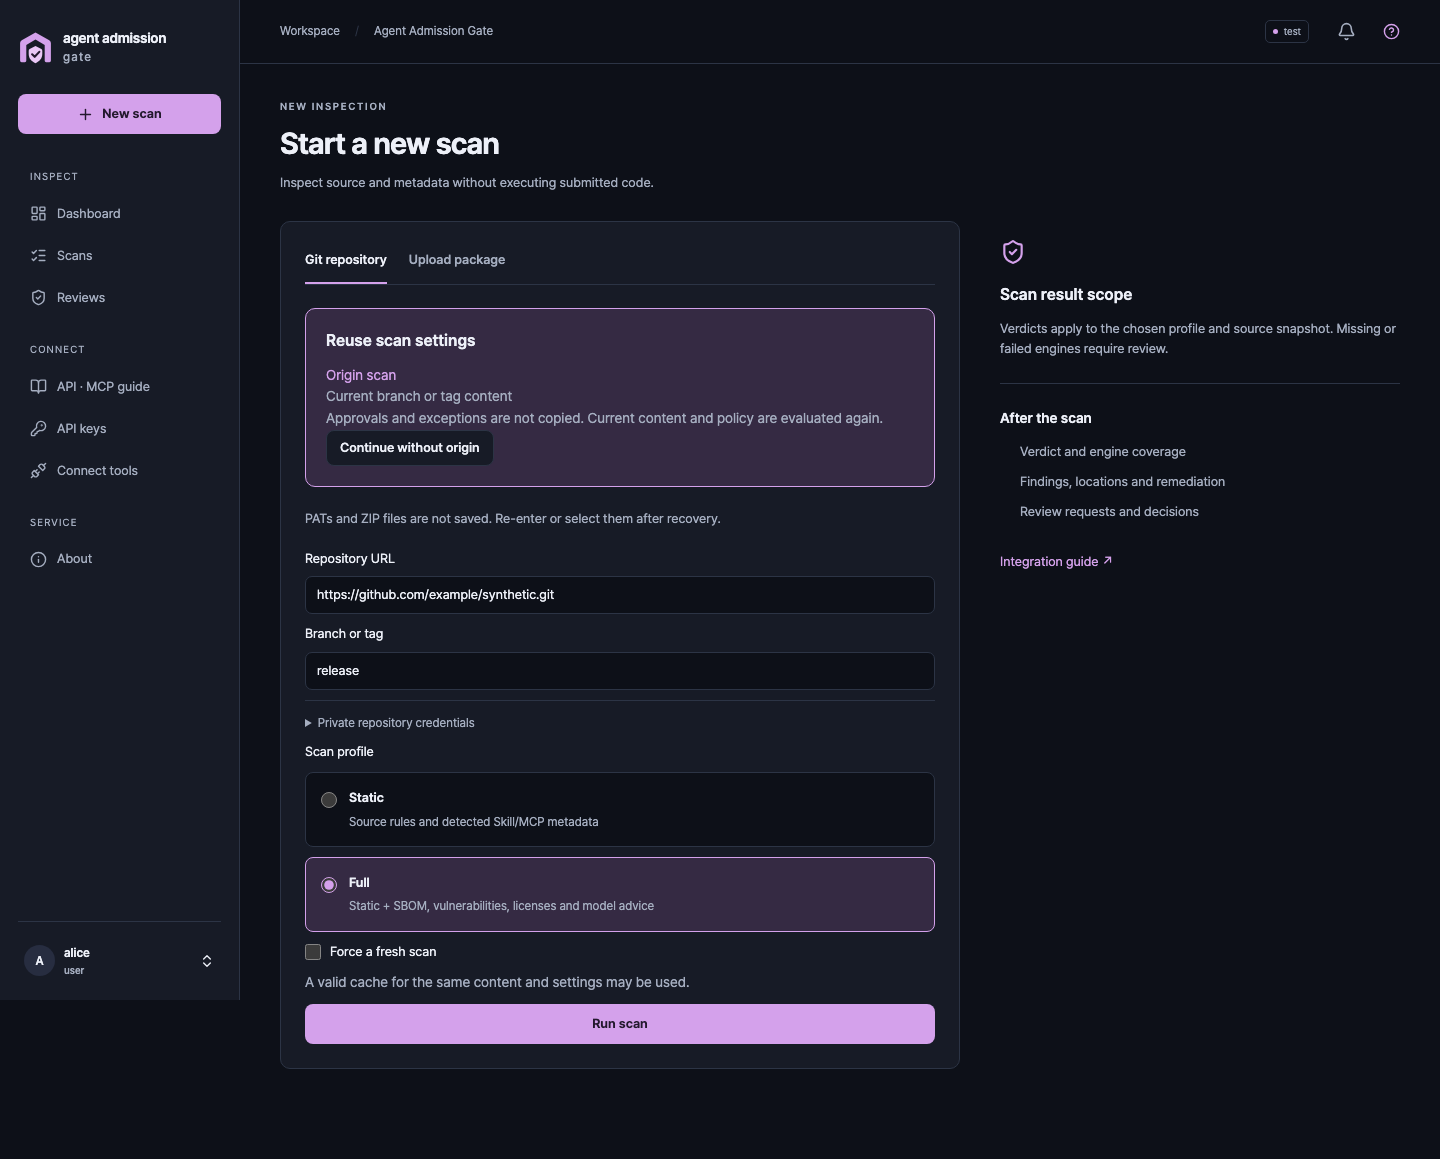 agent admission
gate
New scan
INSPECT
Dashboard
Scans
Reviews
CONNECT
API · MCP guide
API keys
Connect tools
SERVICE
About
A
alice
user
Workspace / Agent Admission Gate
test
NEW INSPECTION
Start a new scan
Inspect source and metadata without executing submitted code.
Git repository
Upload package
Reuse scan settings
Origin scan
Current branch or tag content
Approvals and exceptions are not copied. Current content and policy are evaluated again.
Continue without origin
PATs and ZIP files are not saved. Re-enter or select them after recovery.
Repository URL
https://github.com/example/synthetic.git
Branch or tag
release
Private repository credentials
Scan profile
Static
Source rules and detected Skill/MCP metadata
Full
Static + SBOM, vulnerabilities, licenses and model advice
Force a fresh scan
A valid cache for the same content and settings may be used.
Run scan
Scan result scope
Verdicts apply to the chosen profile and source snapshot. Missing or
failed engines require review.
After the scan
Verdict and engine coverage
Findings, locations and remediation
Review requests and decisions
Integration guide ↗